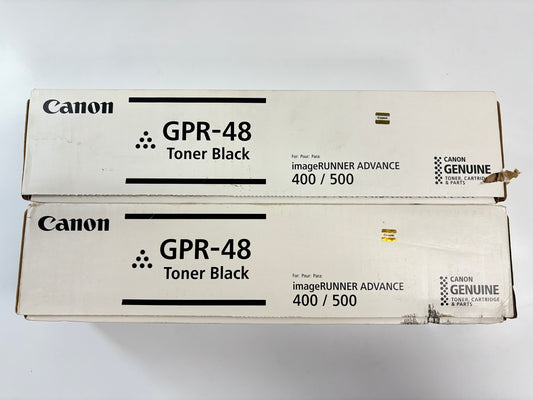 Canon
GPR-48
Toner Black
For: Pour: Para:
imageRUNNER ADVANCE
400 / 500
CANON
GENUINE
TONER, CARTRIDGE
& PARTS
Canon
GPR-48
Toner Black
For: Pour: Para:
imageRUNNER ADVANCE
400 / 500
CANON
GENUINE
TONER, CARTRIDGE
& PARTS